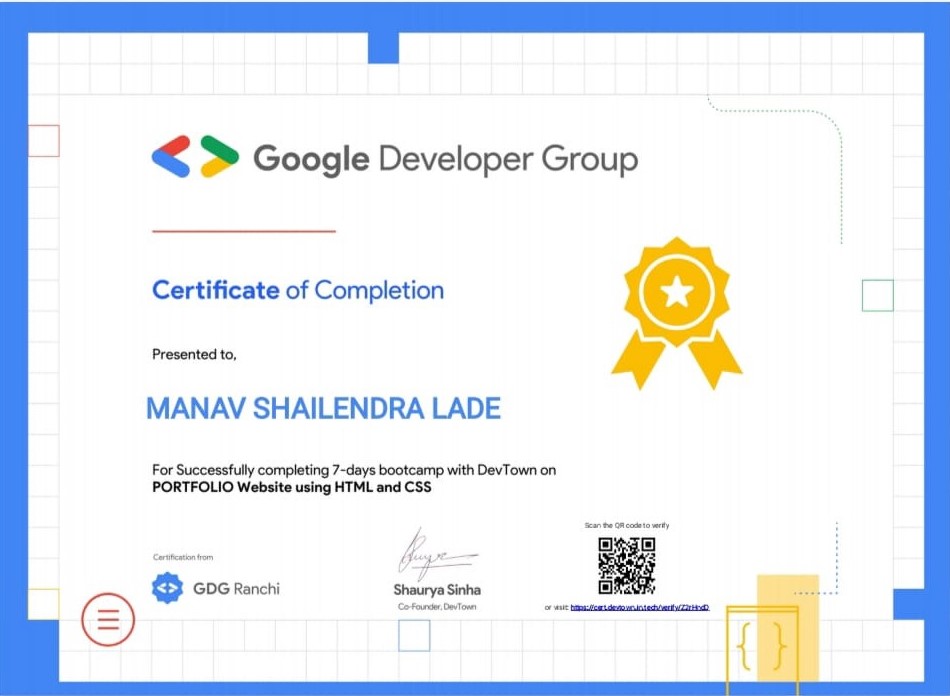 Google Developer Group
Certificate of Completion
Presented to,
MANAV SHAILENDRA LADE
For Successfully completing 7-days bootcamp with DevTown on
PORTFOLIO Website using HTML and CSS
Certification from
GDG Ranchi
Shaurya Sinha
Co-Founder, DevTown
Scan the QR code to verify
or visit: https://cert.devtown.in.tech/verify/
{ }